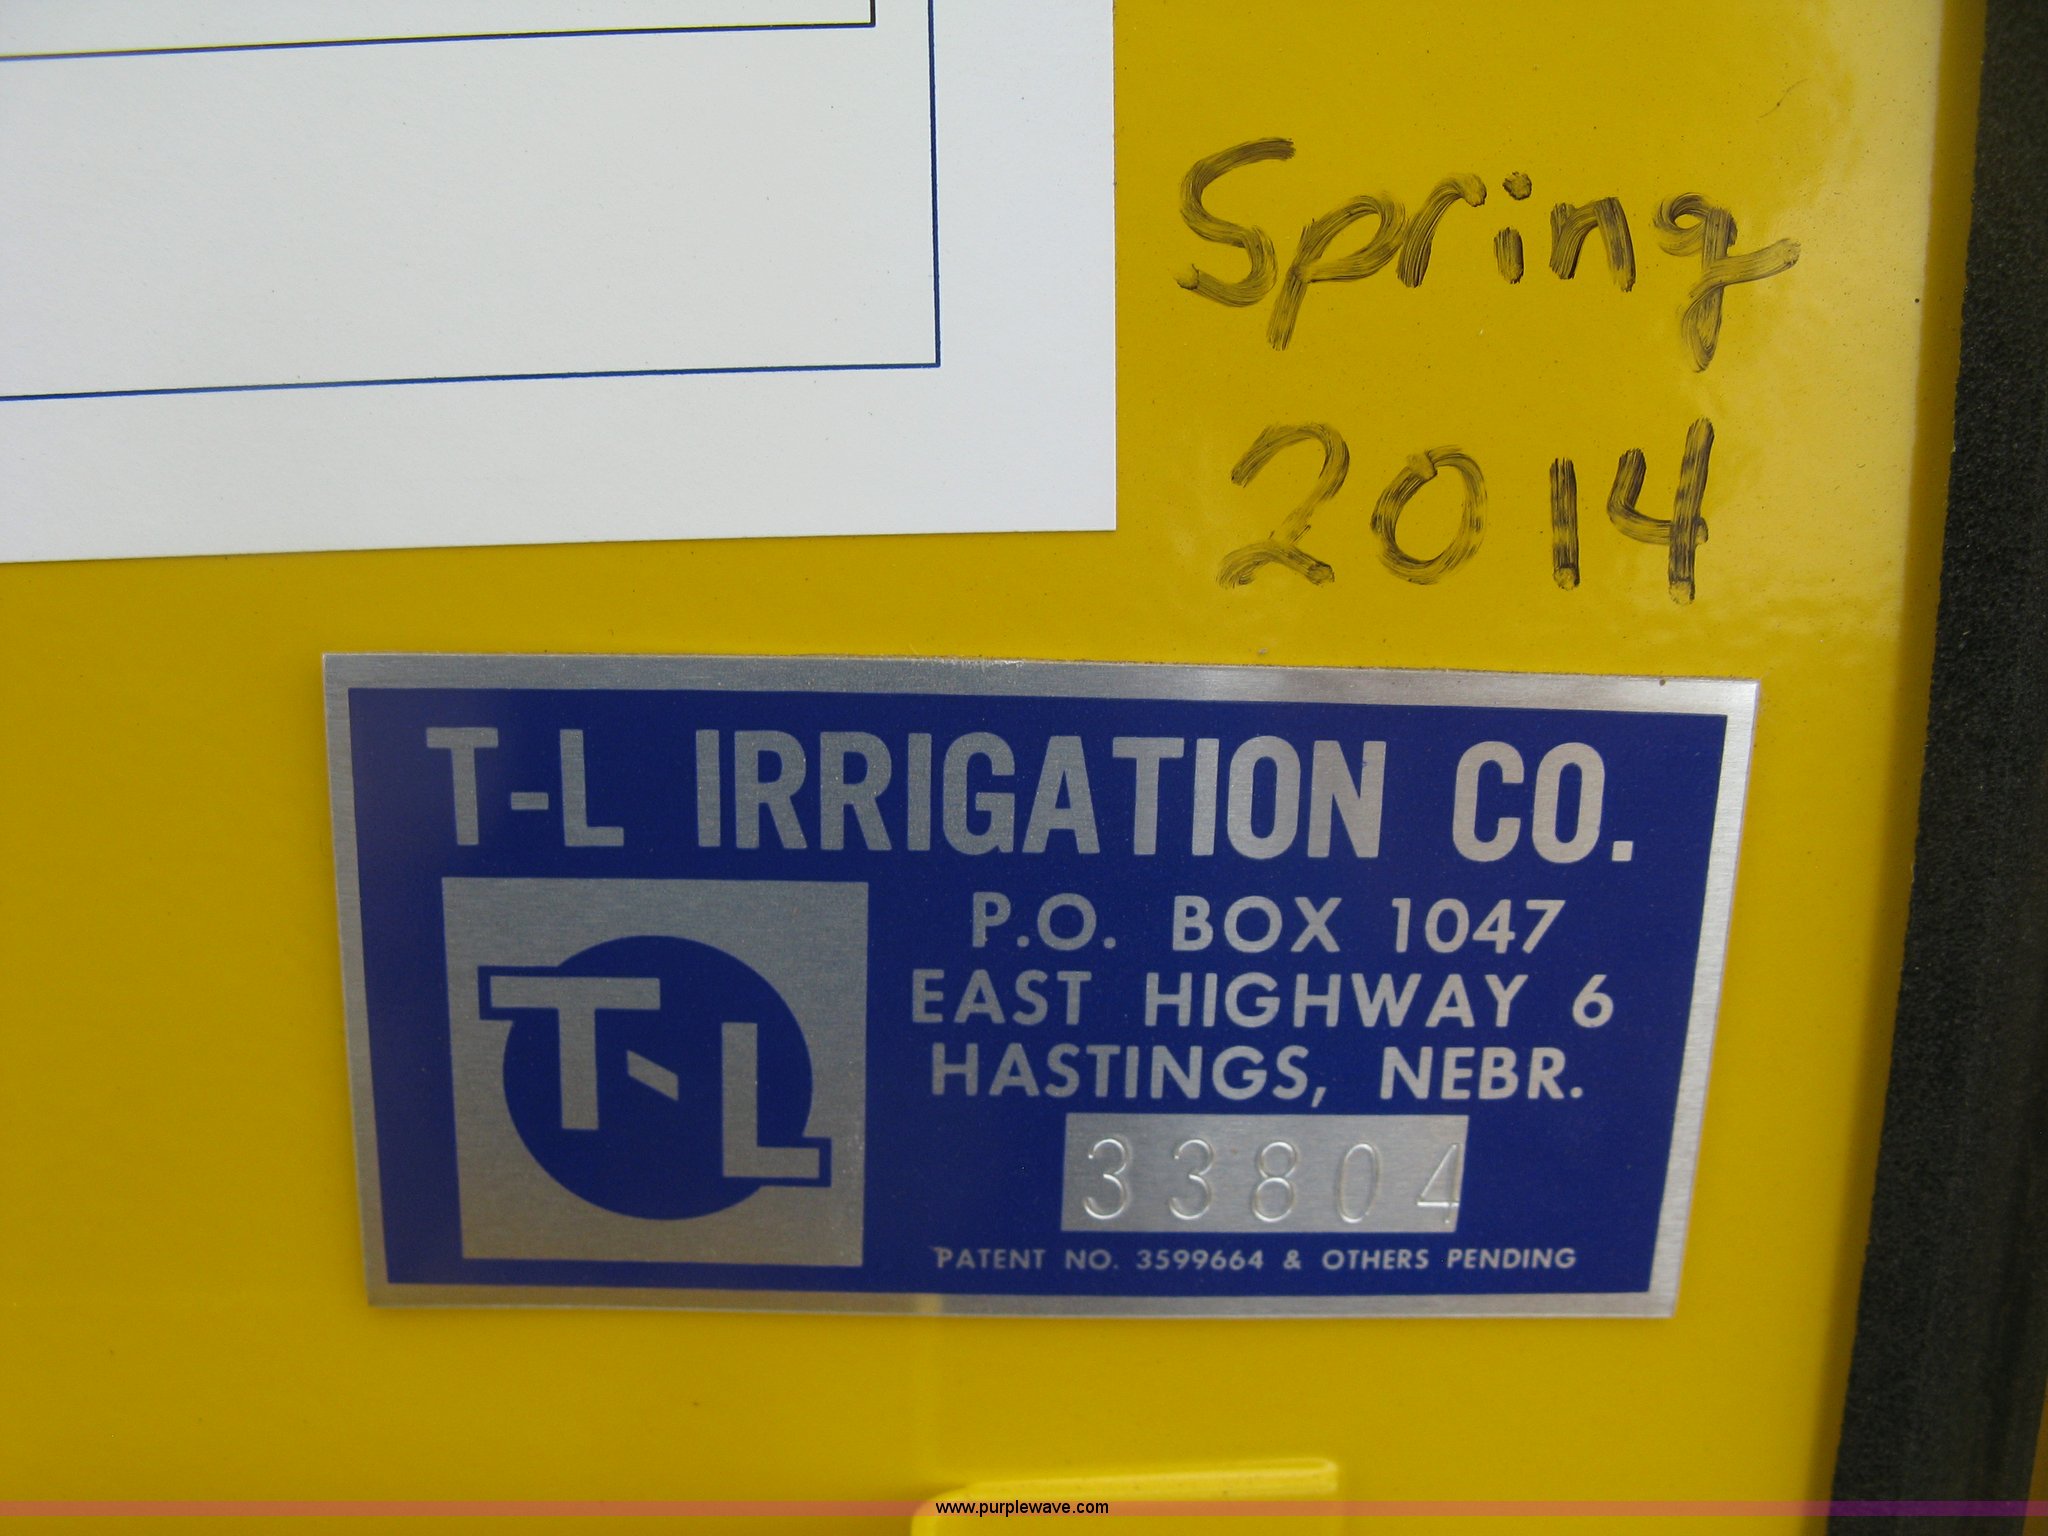 Spring
2014
T-L IRRIGATION CO.
P.O. BOX 1047
EAST HIGHWAY 6
HASTINGS, NEBR.
T-L
33804
PATENT NO. 3599664 & OTHERS PENDING
www.purplewave.com